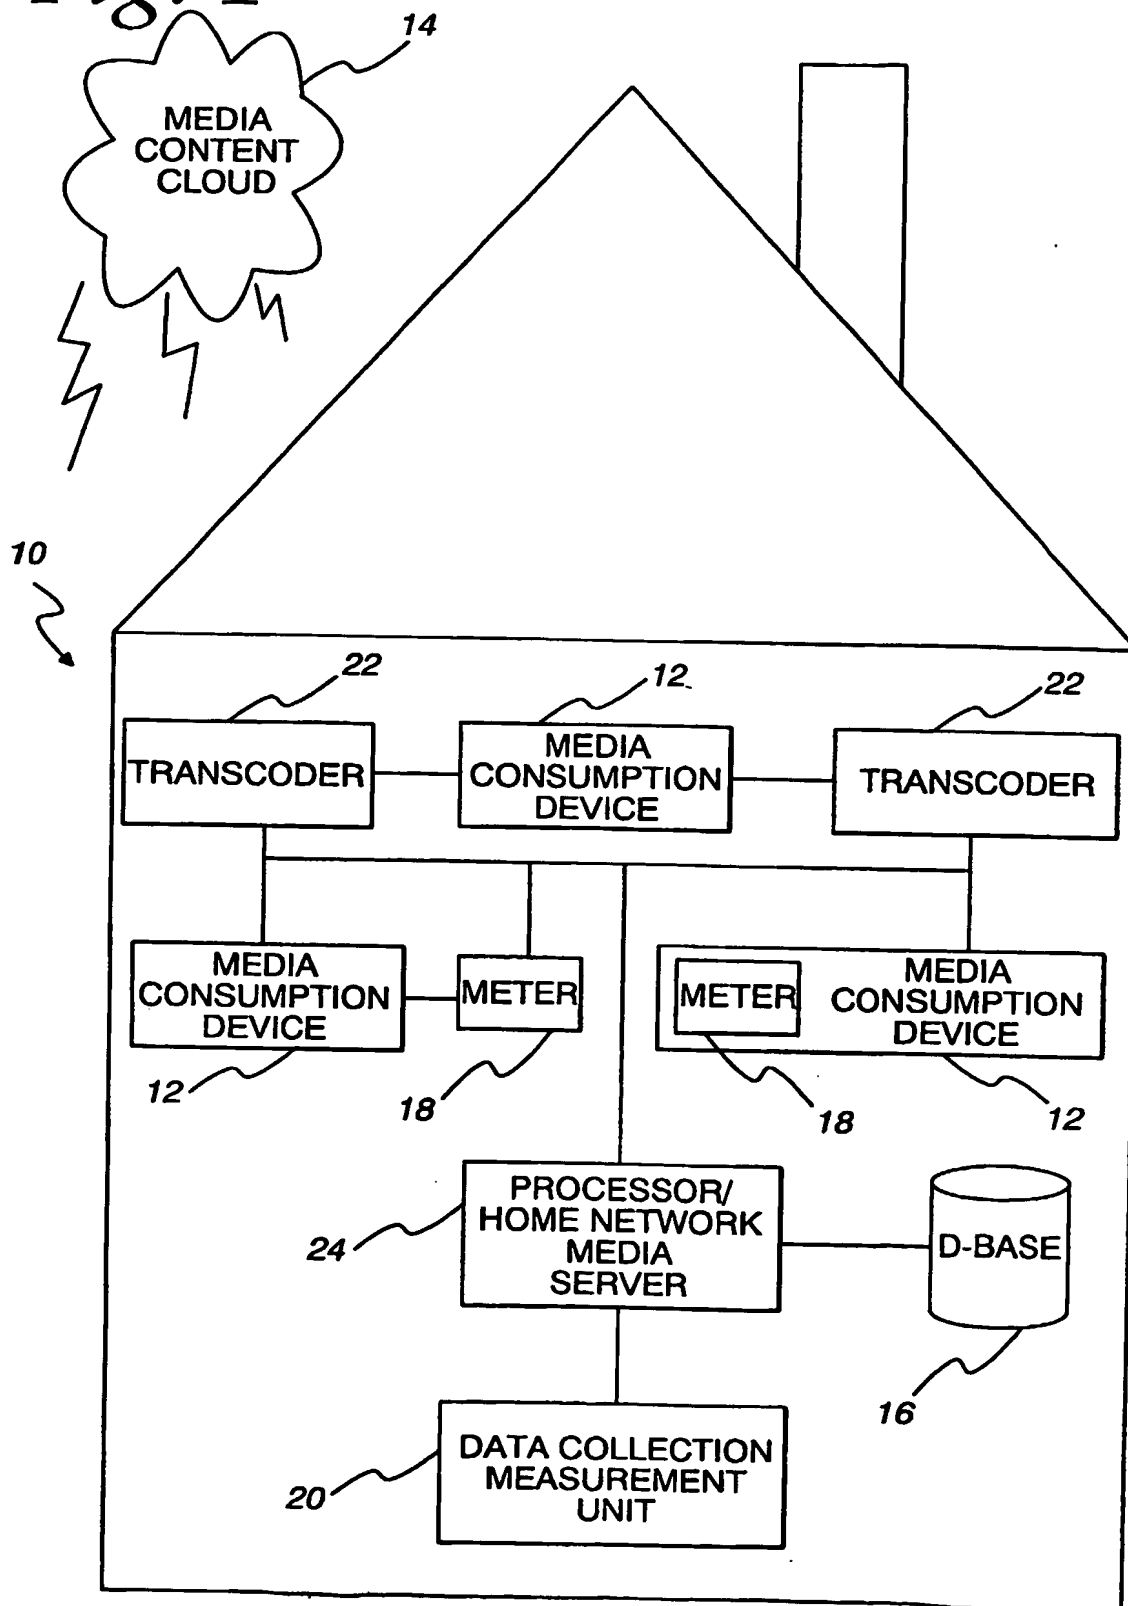 14
MEDIA
CONTENT
CLOUD
10
22
12
22
TRANSCODER
MEDIA
CONSUMPTION
DEVICE
TRANSCODER
MEDIA
CONSUMPTION
DEVICE
METER
METER
MEDIA
CONSUMPTION
DEVICE
12
18
18
12
PROCESSOR/
HOME NETWORK
MEDIA
SERVER
24
D-BASE
16
DATA COLLECTION
MEASUREMENT
UNIT
20